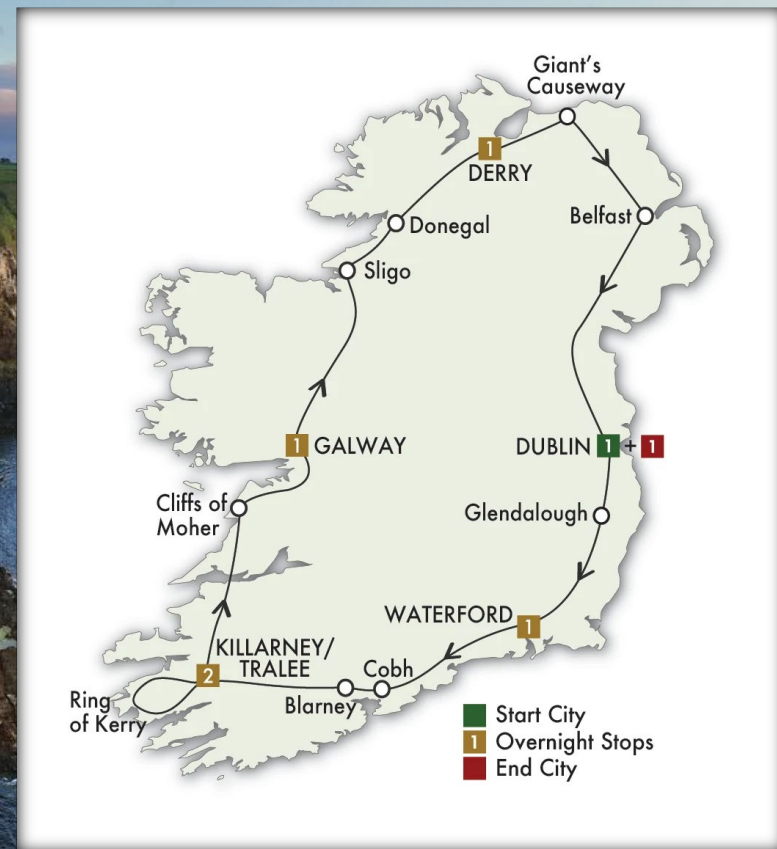 Giant's
Causeway
1
DERRY
Belfast
Donegal
Sligo
1 GALWAY
DUBLIN 1 + 1
Cliffs of
Moher
Glendalough
WATERFORD
1
KILLARNEY/
TRALEE
2
Cobh
Blarney
Ring
of Kerry
Start City
1 Overnight Stops
End City